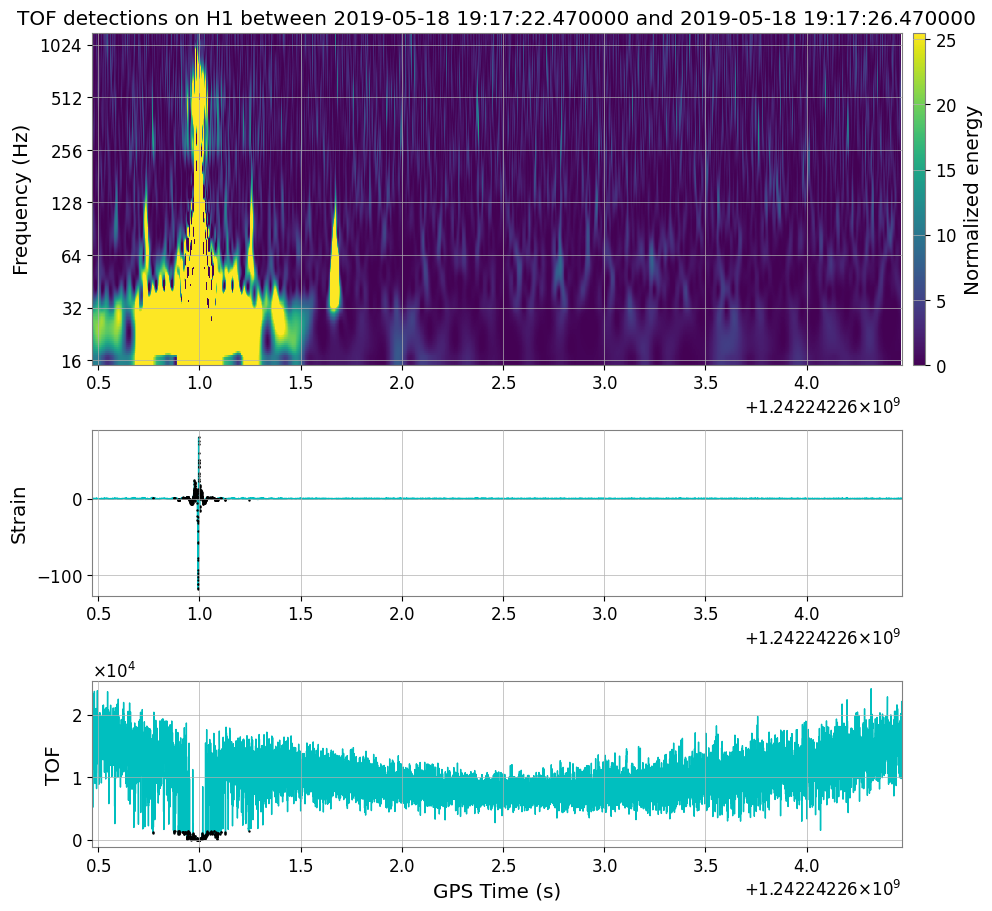 TOF detections on H1 between 2019-05-18 19:17:22.470000 and 2019-05-18 19:17:26.470000
1024
512
256
128
64
32
16
Frequency (Hz)
0.5 1.0 1.5 2.0 2.5 3.0 3.5 4.0
+1.24224226×10⁹
25
20
15
10
5
0
Normalized energy
0
−100
Strain
0.5 1.0 1.5 2.0 2.5 3.0 3.5 4.0
+1.24224226×10⁹
×10⁴
2
1
0
TOF
0.5 1.0 1.5 2.0 2.5 3.0 3.5 4.0
GPS Time (s)
+1.24224226×10⁹